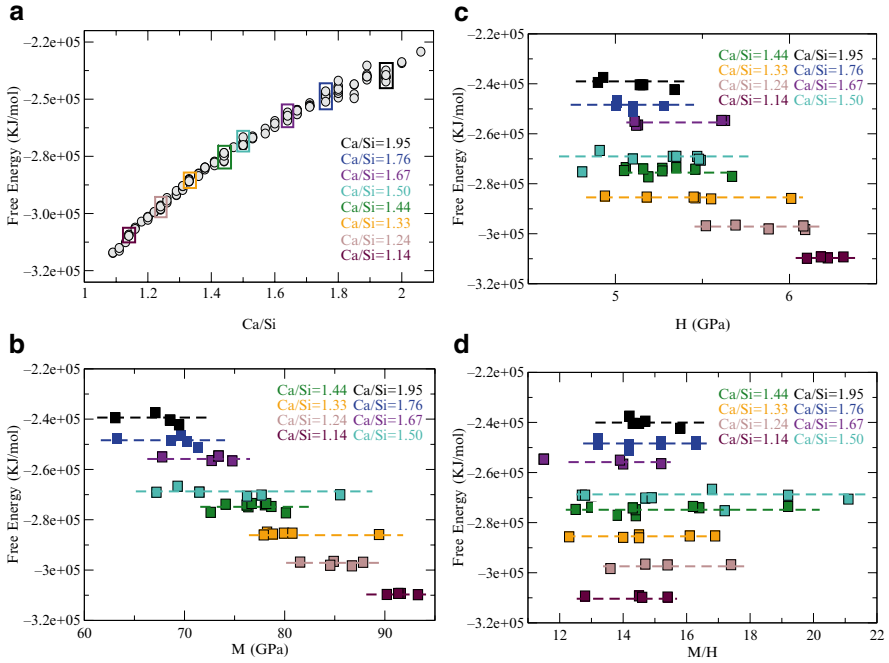 a
−2.2e+05
−2.5e+05
−2.8e+05
−3.0e+05
−3.2e+05
Free Energy (KJ/mol)
Ca/Si=1.95
Ca/Si=1.76
Ca/Si=1.67
Ca/Si=1.50
Ca/Si=1.44
Ca/Si=1.33
Ca/Si=1.24
Ca/Si=1.14
1 1.2 1.4 1.6 1.8 2
Ca/Si
c
−2.2e+05
−2.4e+05
−2.6e+05
−2.8e+05
−3e+05
−3.2e+05
Free Energy (KJ/mol)
Ca/Si=1.44 Ca/Si=1.95
Ca/Si=1.33 Ca/Si=1.76
Ca/Si=1.24 Ca/Si=1.67
Ca/Si=1.14 Ca/Si=1.50
5 6
H (GPa)
b
−2.2e+05
−2.4e+05
−2.6e+05
−2.8e+05
−3e+05
−3.2e+05
Free Energy (KJ/mol)
Ca/Si=1.44 Ca/Si=1.95
Ca/Si=1.33 Ca/Si=1.76
Ca/Si=1.24 Ca/Si=1.67
Ca/Si=1.14 Ca/Si=1.50
60 70 80 90
M (GPa)
d
−2.2e+05
−2.4e+05
−2.6e+05
−2.8e+05
−3e+05
−3.2e+05
Free Energy (KJ/mol)
Ca/Si=1.44 Ca/Si=1.95
Ca/Si=1.33 Ca/Si=1.76
Ca/Si=1.24 Ca/Si=1.67
Ca/Si=1.14 Ca/Si=1.50
12 14 16 18 20 22
M/H